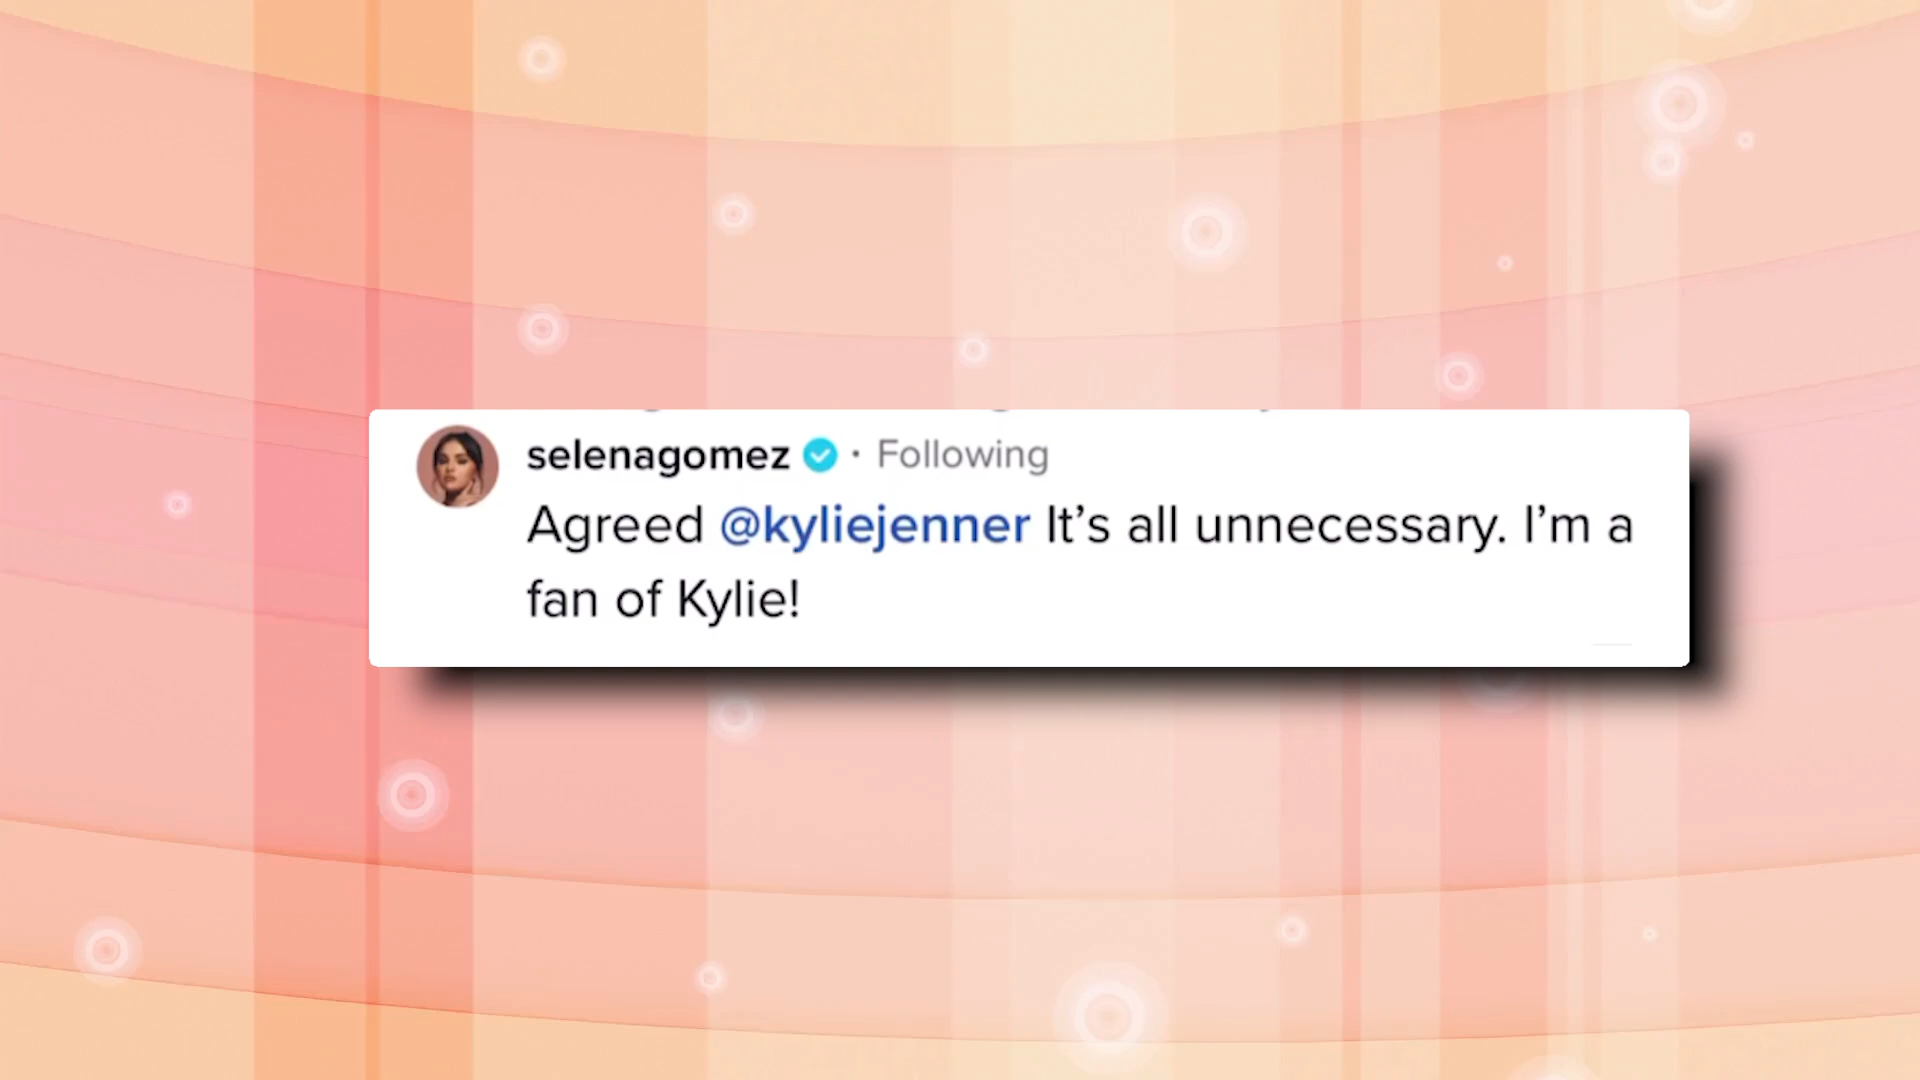 selenagomez · Following
Agreed @kyliejenner It’s all unnecessary. I’m a
fan of Kylie!